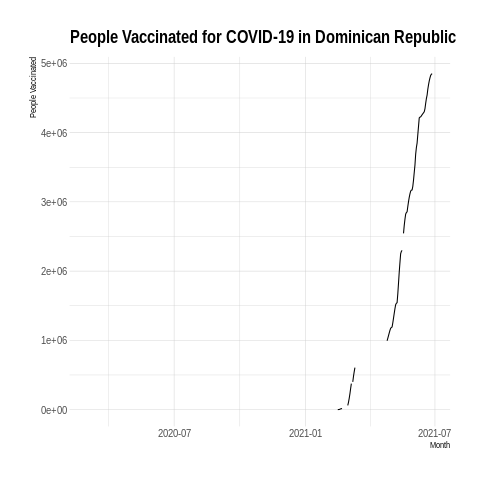 People Vaccinated for COVID-19 in Dominican Republic
People Vaccinated
5e+06
4e+06
3e+06
2e+06
1e+06
0e+00
2020-07 2021-01 2021-07
Month